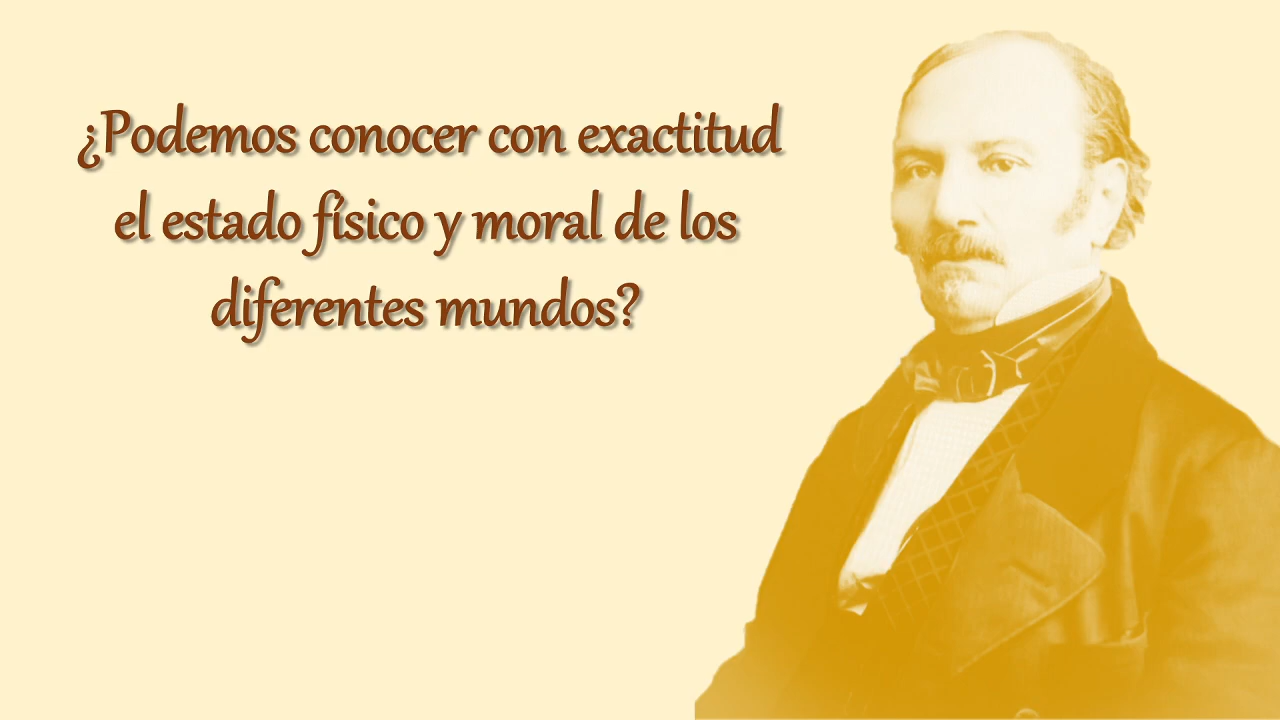 ¿Podemos conocer con exactitud
el estado físico y moral de los
diferentes mundos?